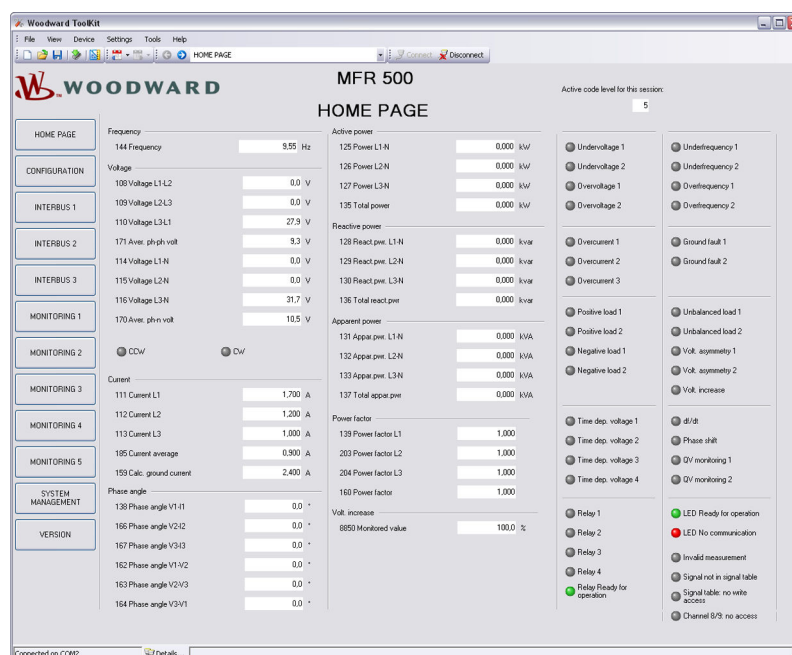 Woodward ToolKit
File View Device Settings Tools Help
HOME PAGE Connect Disconnect
WOODWARD
MFR 500
HOME PAGE
Active code level for this session:
5
HOME PAGE
CONFIGURATION
INTERBUS 1
INTERBUS 2
INTERBUS 3
MONITORING 1
MONITORING 2
MONITORING 3
MONITORING 4
MONITORING 5
SYSTEM
MANAGEMENT
VERSION
Frequency
144 Frequency 9,55 Hz
Voltage
108 Voltage L1-L2 0,0 V
109 Voltage L2-L3 0,0 V
110 Voltage L3-L1 27,9 V
171 Aver. ph-ph volt 9,3 V
114 Voltage L1-N 0,0 V
115 Voltage L2-N 0,0 V
116 Voltage L3-N 31,7 V
170 Aver. ph-n volt 10,5 V
CCW CW
Current
111 Current L1 1,700 A
112 Current L2 1,200 A
113 Current L3 1,000 A
185 Current average 0,900 A
159 Calc. ground current 2,400 A
Phase angle
138 Phase angle V1-I1 0,0 °
166 Phase angle V2-I2 0,0 °
167 Phase angle V3-I3 0,0 °
162 Phase angle V1-V2 0,0 °
163 Phase angle V2-V3 0,0 °
164 Phase angle V3-V1 0,0 °
Active power
125 Power L1-N 0,000 kW
126 Power L2-N 0,000 kW
127 Power L3-N 0,000 kW
135 Total power 0,000 kW
Reactive power
128 React.pwr. L1-N 0,000 kvar
129 React.pwr. L2-N 0,000 kvar
130 React.pwr. L3-N 0,000 kvar
136 Total react.pwr 0,000 kvar
Apparent power
131 Appar.pwr. L1-N 0,000 kVA
132 Appar.pwr. L2-N 0,000 kVA
133 Appar.pwr. L3-N 0,000 kVA
137 Total appar.pwr 0,000 kVA
Power factor
139 Power factor L1 1,000
203 Power factor L2 1,000
204 Power factor L3 1,000
160 Power factor 1,000
Volt. increase
8850 Monitored value 100,0 %
Undervoltage 1
Undervoltage 2
Overvoltage 1
Overvoltage 2
Overcurrent 1
Overcurrent 2
Overcurrent 3
Positive load 1
Positive load 2
Negative load 1
Negative load 2
Time dep. voltage 1
Time dep. voltage 2
Time dep. voltage 3
Time dep. voltage 4
Relay 1
Relay 2
Relay 3
Relay 4
Relay Ready for
operation
Underfrequency 1
Underfrequency 2
Overfrequency 1
Overfrequency 2
Ground fault 1
Ground fault 2
Unbalanced load 1
Unbalanced load 2
Volt. asymmetry 1
Volt. asymmetry 2
Volt. increase
df/dt
Phase shift
QV monitoring 1
QV monitoring 2
LED Ready for operation
LED No communication
Invalid measurement
Signal not in signal table
Signal table: no write
access
Channel 8/9: no access
Connected on COM2 Details